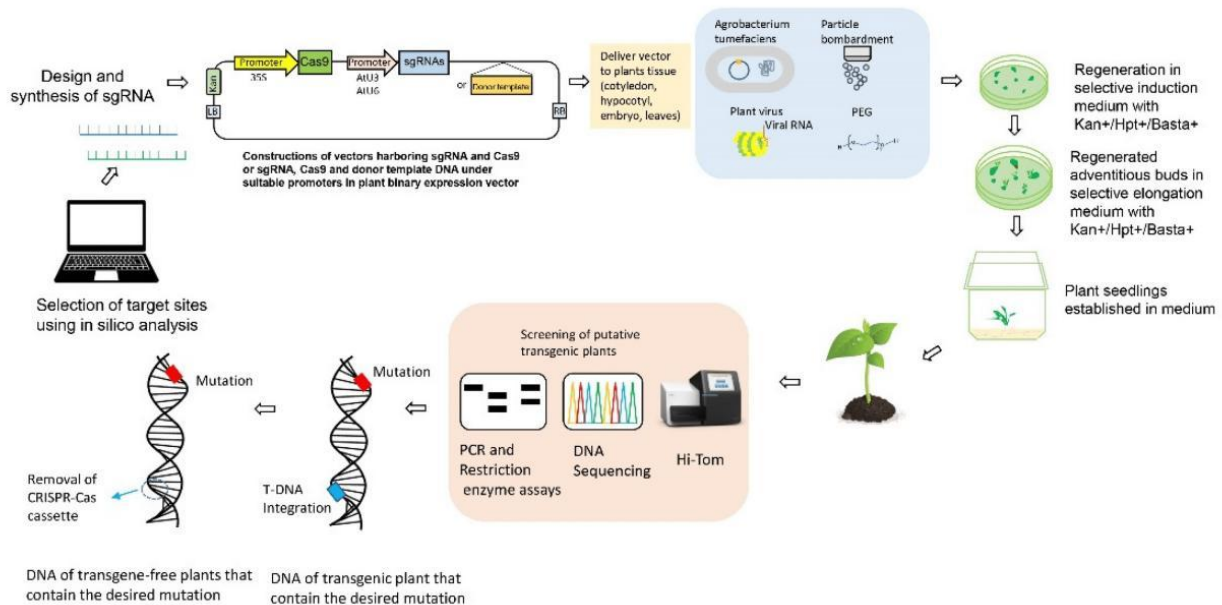 Design and
synthesis of sgRNA
Kan
LB
Promoter
35S
Cas9
Promoter
AtU3
AtU6
sgRNAs
or
Donor template
RB
Constructions of vectors harboring sgRNA and Cas9
or sgRNA, Cas9 and donor template DNA under
suitable promoters in plant binary expression vector
Deliver vector
to plants tissue
(cotyledon,
hypocotyl,
embryo, leaves)
Agrobacterium
tumefaciens
Particle
bombardment
Plant virus
Viral RNA
PEG
Regeneration in
selective induction
medium with
Kan+/Hpt+/Basta+
Regenerated
adventitious buds in
selective elongation
medium with
Kan+/Hpt+/Basta+
Plant seedlings
established in medium
Selection of target sites
using in silico analysis
Screening of putative
transgenic plants
PCR and
Restriction
enzyme assays
DNA
Sequencing
Hi-Tom
Mutation
T-DNA
Integration
DNA of transgenic plant that
contain the desired mutation
Mutation
Removal of
CRISPR-Cas
cassette
DNA of transgene-free plants that
contain the desired mutation